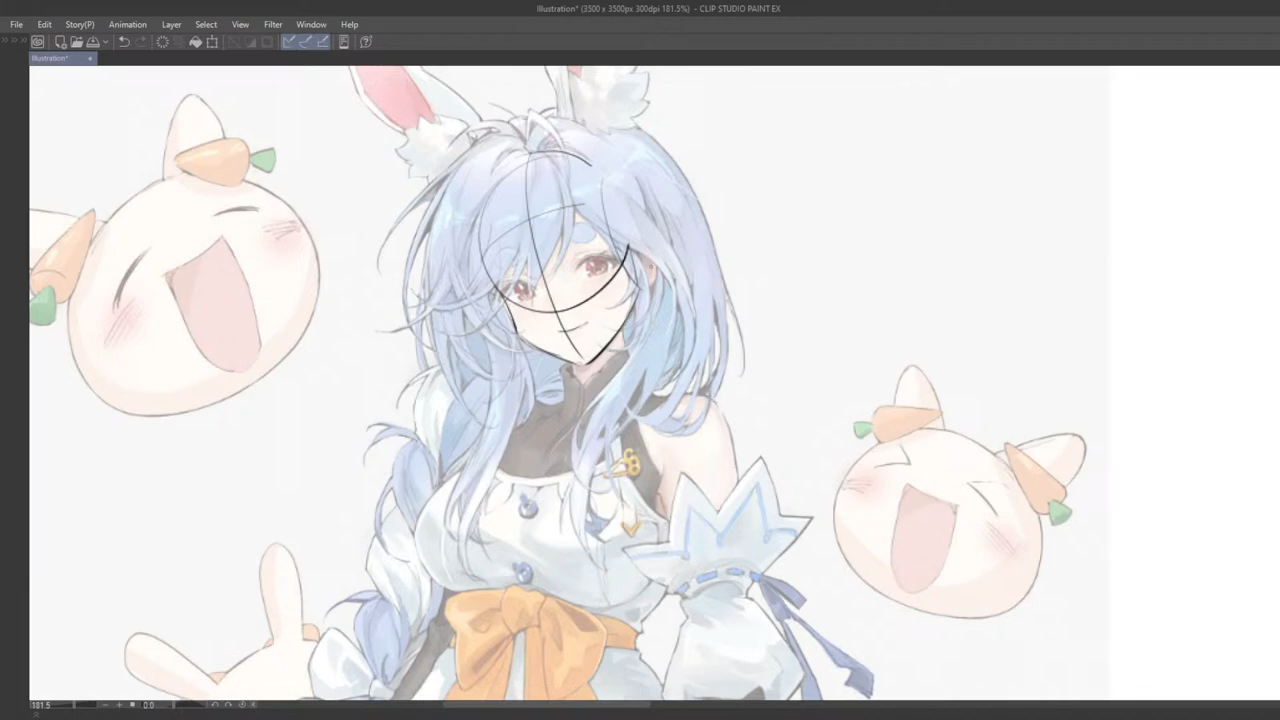 Illustration* (3500 x 3500px 300dpi 181.5%) - CLIP STUDIO PAINT EX
File Edit Story(P) Animation Layer Select View Filter Window Help
Illustration*
181.5 0.0